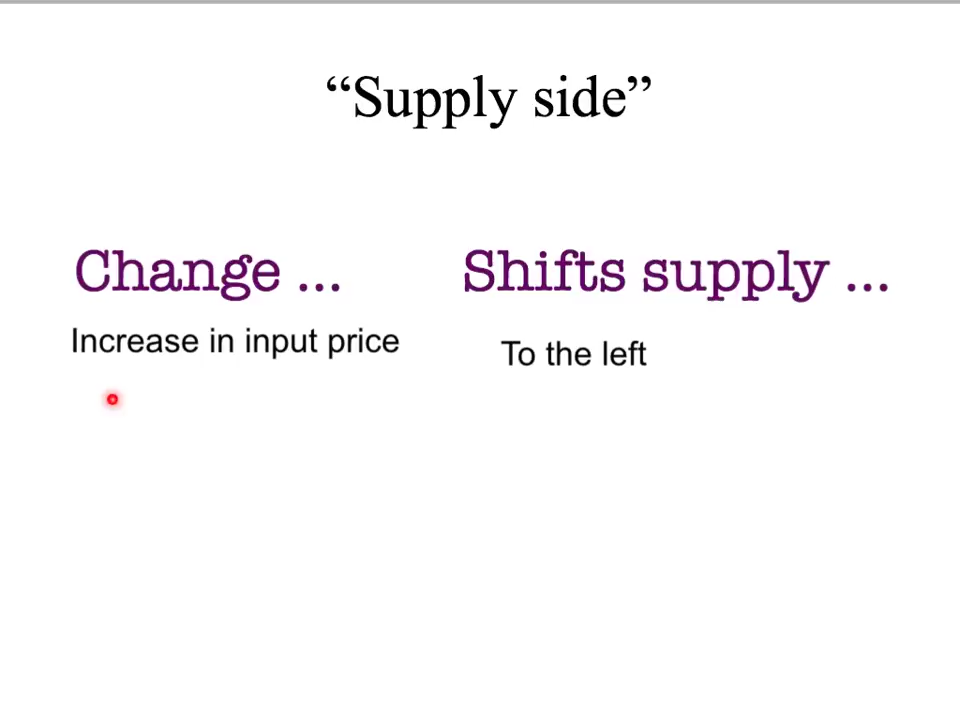 “Supply side”
Change ...
Shifts supply ...
Increase in input price
To the left